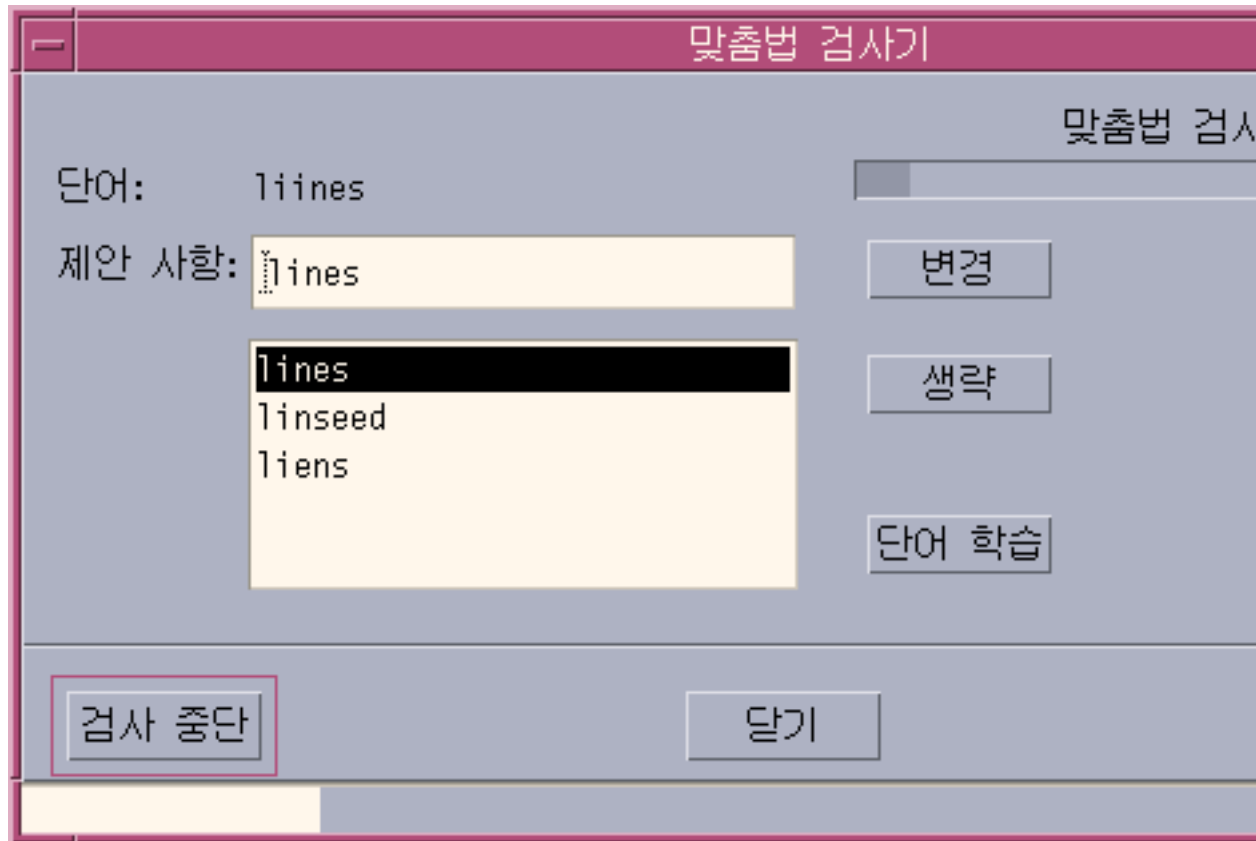 맞춤법 검사기
맞춤법 검사
단어: liines
제안 사항: lines
변경
lines
linseed
liens
생략
단어 학습
검사 중단
닫기